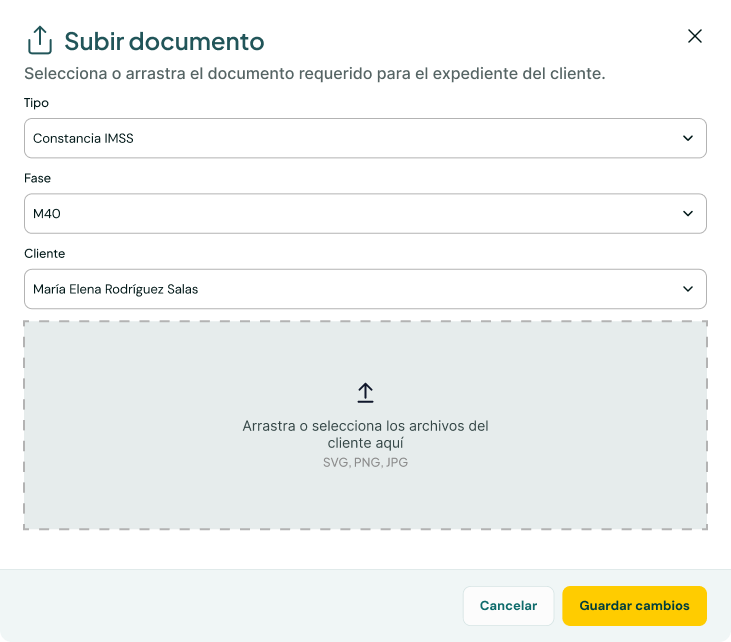 Subir documento
Selecciona o arrastra el documento requerido para el expediente del cliente.
Tipo
Constancia IMSS
Fase
M40
Cliente
María Elena Rodríguez Salas
Arrastra o selecciona los archivos del
cliente aquí
SVG, PNG, JPG
Cancelar
Guardar cambios